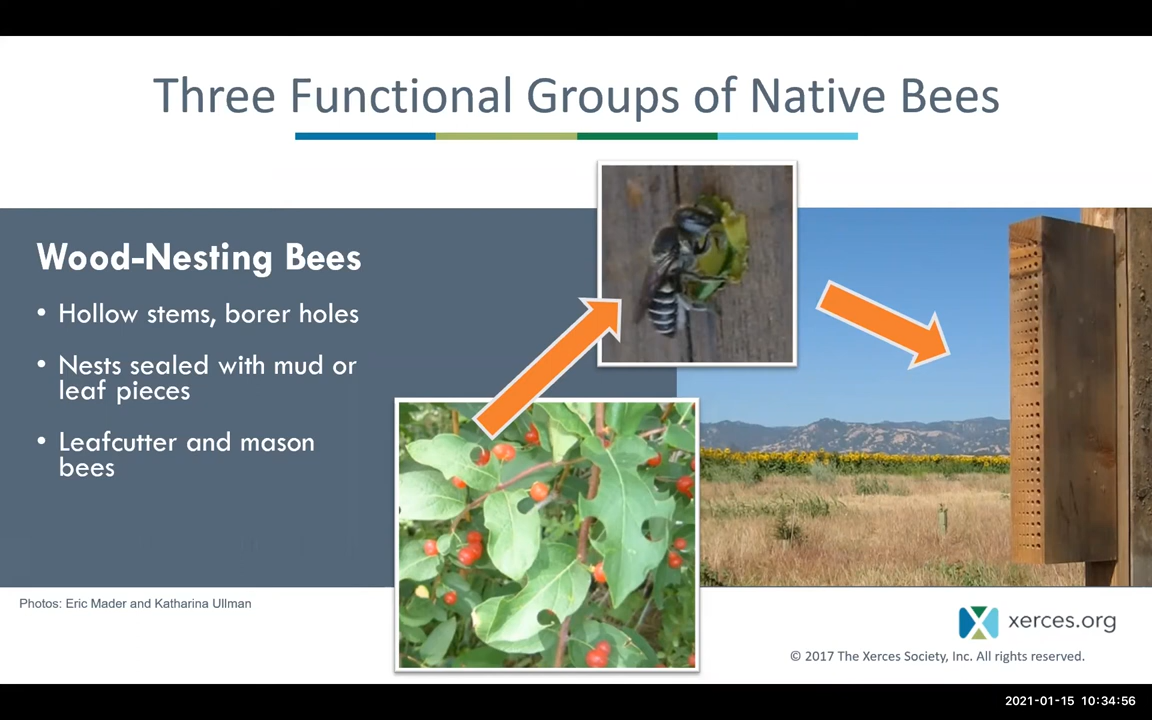 Three Functional Groups of Native Bees
Wood-Nesting Bees
• Hollow stems, borer holes
• Nests sealed with mud or
leaf pieces
• Leafcutter and mason
bees
Photos: Eric Mader and Katharina Ullman
xerces.org
© 2017 The Xerces Society, Inc. All rights reserved.
2021-01-15 10:34:56